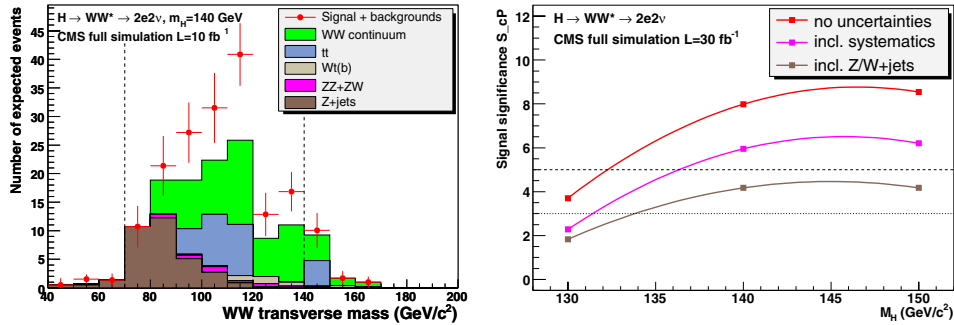 H → WW* → 2e2ν, m_H=140 GeV
CMS full simulation L=10 fb⁻¹
Signal + backgrounds
WW continuum
tt
Wt(b)
ZZ+ZW
Z+jets
Number of expected events
45
40
35
30
25
20
15
10
5
0
40 60 80 100 120 140 160 180 200
WW transverse mass (GeV/c²)
H → WW* → 2e2ν
CMS full simulation L=30 fb⁻¹
no uncertainties
incl. systematics
incl. Z/W+jets
Signal significance S_cP
12
10
8
6
4
2
0
130 135 140 145 150
M_H (GeV/c²)